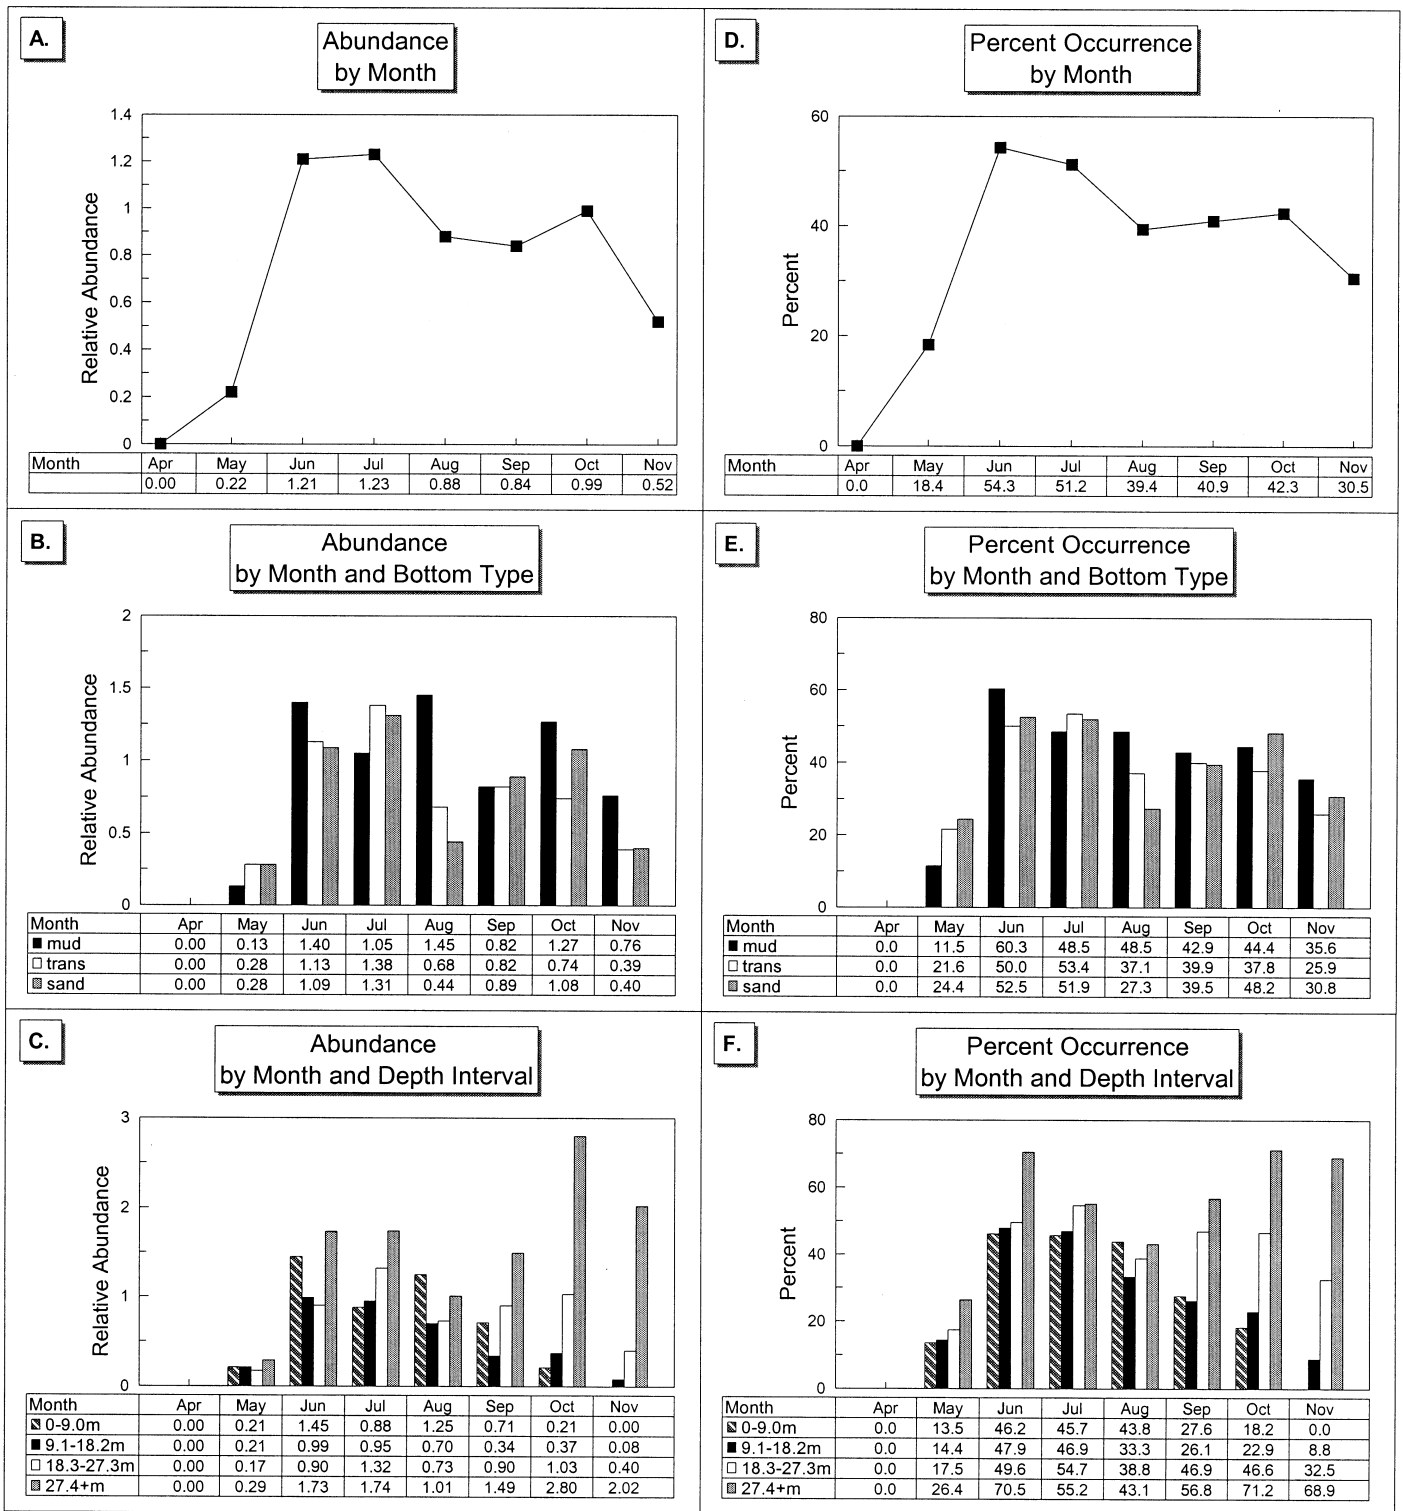 A.
Abundance
by Month
1.4
1.2
1
0.8
0.6
0.4
0.2
0
Relative Abundance
Month Apr May Jun Jul Aug Sep Oct Nov
0.00 0.22 1.21 1.23 0.88 0.84 0.99 0.52
D.
Percent Occurrence
by Month
60
40
20
0
Percent
Month Apr May Jun Jul Aug Sep Oct Nov
0.0 18.4 54.3 51.2 39.4 40.9 42.3 30.5
B.
Abundance
by Month and Bottom Type
2
1.5
1
0.5
0
Relative Abundance
Month Apr May Jun Jul Aug Sep Oct Nov
mud 0.00 0.13 1.40 1.05 1.45 0.82 1.27 0.76
trans 0.00 0.28 1.13 1.38 0.68 0.82 0.74 0.39
sand 0.00 0.28 1.09 1.31 0.44 0.89 1.08 0.40
E.
Percent Occurrence
by Month and Bottom Type
80
60
40
20
0
Percent
Month Apr May Jun Jul Aug Sep Oct Nov
mud 0.0 11.5 60.3 48.5 48.5 42.9 44.4 35.6
trans 0.0 21.6 50.0 53.4 37.1 39.9 37.8 25.9
sand 0.0 24.4 52.5 51.9 27.3 39.5 48.2 30.8
C.
Abundance
by Month and Depth Interval
3
2
1
0
Relative Abundance
Month Apr May Jun Jul Aug Sep Oct Nov
0-9.0m 0.00 0.21 1.45 0.88 1.25 0.71 0.21 0.00
9.1-18.2m 0.00 0.21 0.99 0.95 0.70 0.34 0.37 0.08
18.3-27.3m 0.00 0.17 0.90 1.32 0.73 0.90 1.03 0.40
27.4+m 0.00 0.29 1.73 1.74 1.01 1.49 2.80 2.02
F.
Percent Occurrence
by Month and Depth Interval
80
60
40
20
0
Percent
Month Apr May Jun Jul Aug Sep Oct Nov
0-9.0m 0.0 13.5 46.2 45.7 43.8 27.6 18.2 0.0
9.1-18.2m 0.0 14.4 47.9 46.9 33.3 26.1 22.9 8.8
18.3-27.3m 0.0 17.5 49.6 54.7 38.8 46.9 46.6 32.5
27.4+m 0.0 26.4 70.5 55.2 43.1 56.8 71.2 68.9